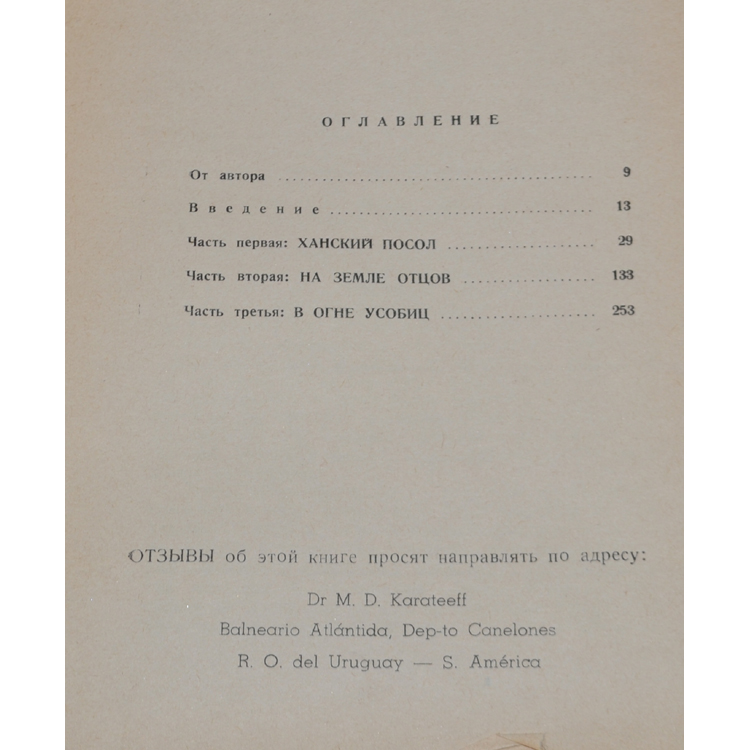 ОГЛАВЛЕНИЕ
От автора ........................................ 9
Введение ........................................ 13
Часть первая: ХАНСКИЙ ПОСОЛ .................... 29
Часть вторая: НА ЗЕМЛЕ ОТЦОВ .................. 133
Часть третья: В ОГНЕ УСОБИЦ .................... 253
ОТЗЫВЫ об этой книге просят направлять по адресу:
Dr M. D. Karateeff
Balneario Atlántida, Dep-to Canelones
R. O. del Uruguay — S. América